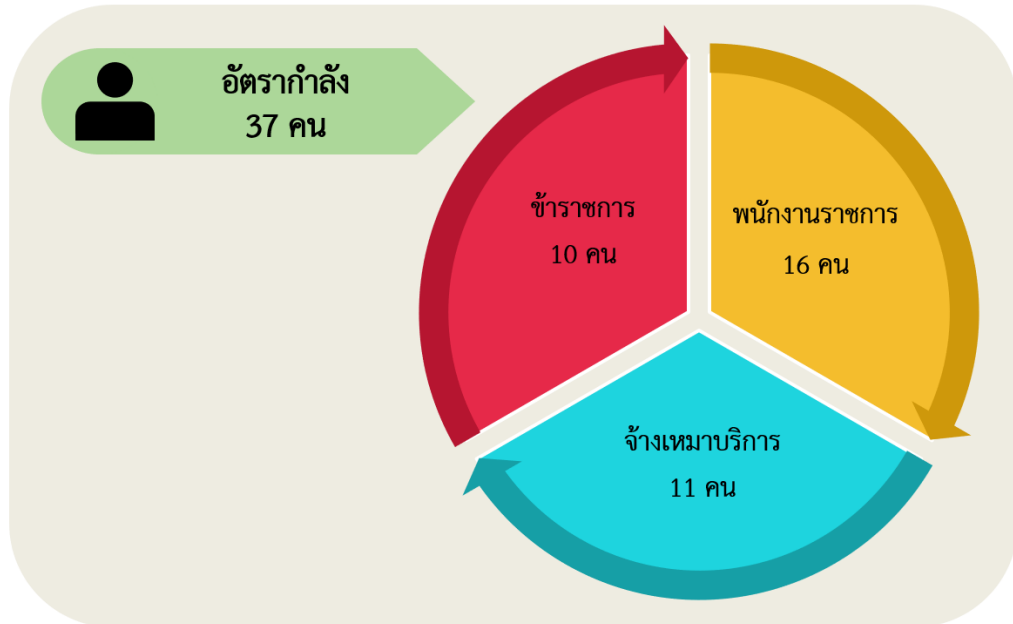 อัตรากำลัง
37 คน
ข้าราชการ
10 คน
พนักงานราชการ
16 คน
จ้างเหมาบริการ
11 คน